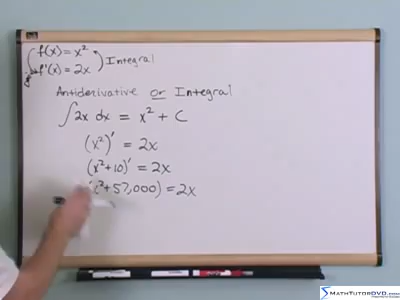 f(x) = x²
f'(x) = 2x
Integral
Antiderivative or Integral
∫2x dx = x² + C
(x²)' = 2x
(x²+10)' = 2x
x²+57,000) = 2x
MathTutorDVD.com